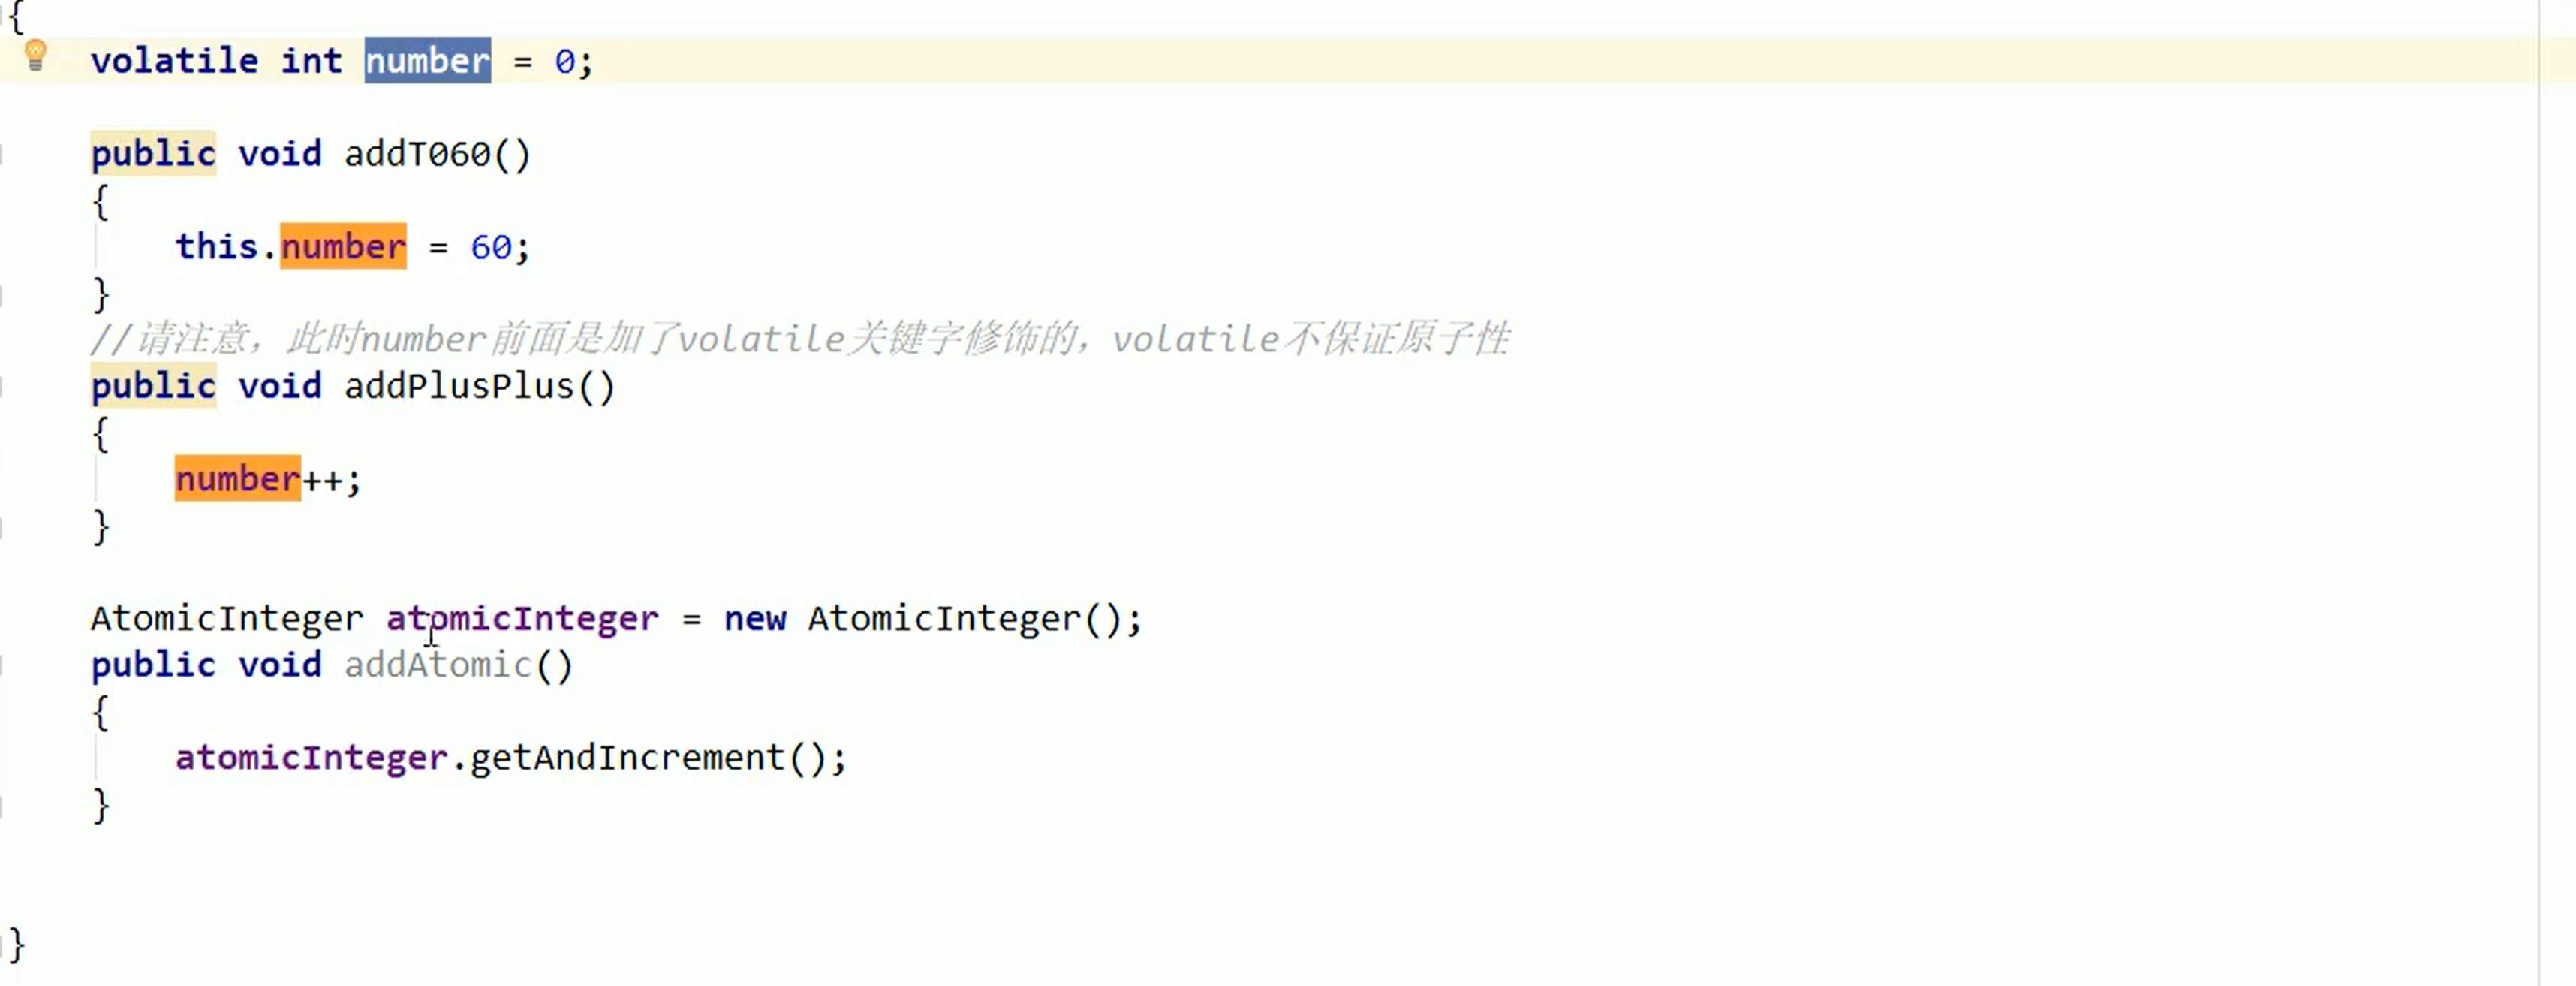 {
volatile int number = 0;
public void addTO60()
{
this.number = 60;
}
//请注意，此时number前面是加了volatile关键字修饰的，volatile不保证原子性
public void addPlusPlus()
{
number++;
}
AtomicInteger atomicInteger = new AtomicInteger();
public void addAtomic()
{
atomicInteger.getAndIncrement();
}
}